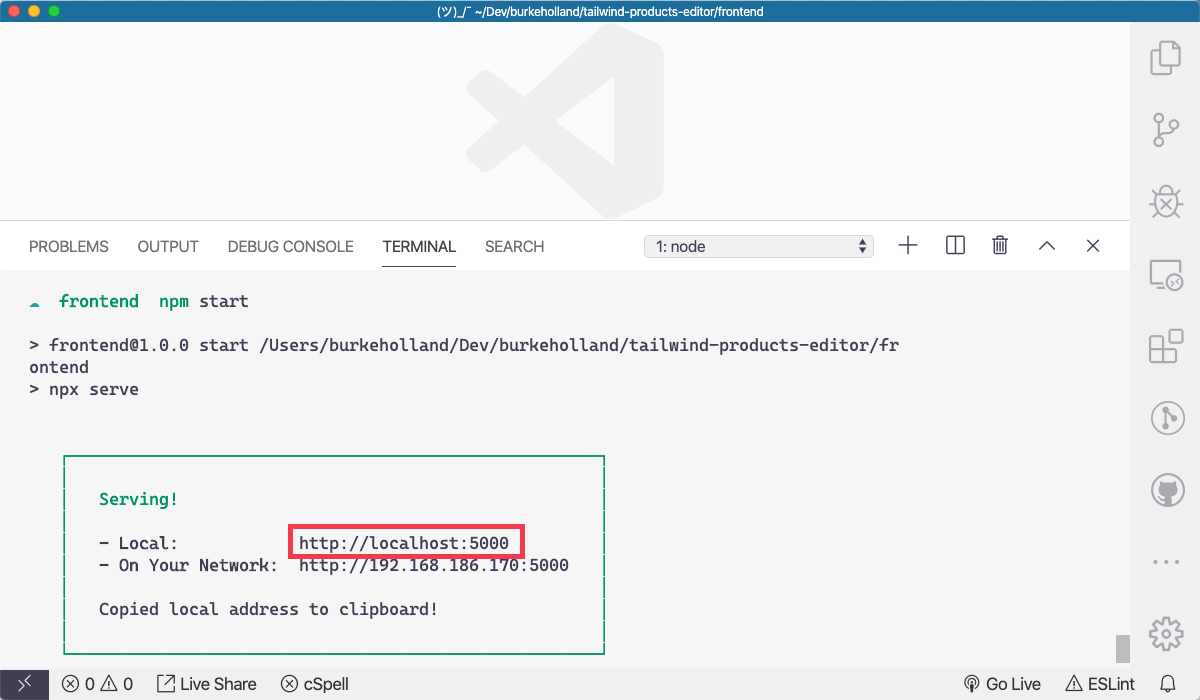 (ツ)_/¯ ~/Dev/burkeholland/tailwind-products-editor/frontend
PROBLEMS OUTPUT DEBUG CONSOLE TERMINAL SEARCH 1: node
frontend npm start
> frontend@1.0.0 start /Users/burkeholland/Dev/burkeholland/tailwind-products-editor/fr
ontend
> npx serve
Serving!
- Local: http://localhost:5000
- On Your Network: http://192.168.186.170:5000
Copied local address to clipboard!
0 0 Live Share cSpell Go Live ESLint